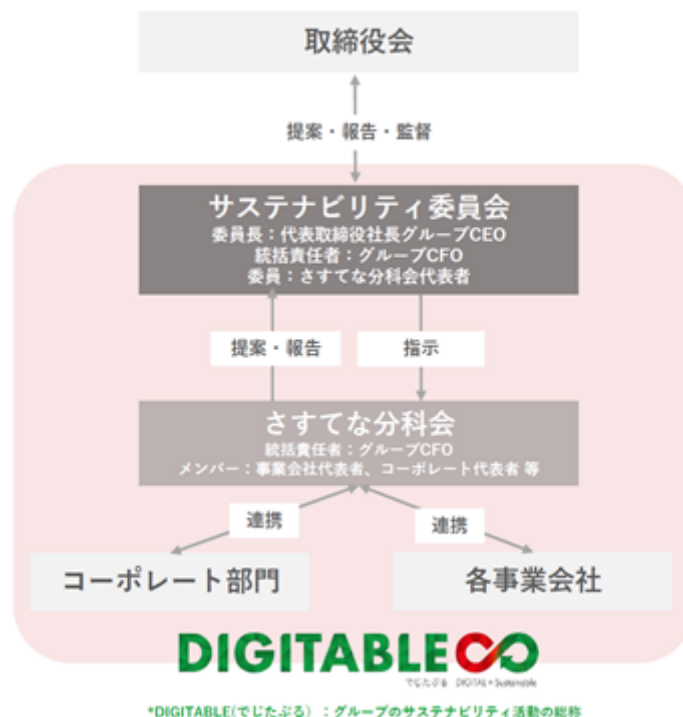 取締役会
提案・報告・監督
サステナビリティ委員会
委員長：代表取締役社長グループCEO
統括責任者：グループCFO
委員：さすてな分科会代表者
提案・報告
指示
さすてな分科会
統括責任者：グループCFO
メンバー：事業会社代表者、コーポレート代表者 等
連携
連携
コーポレート部門
各事業会社
DIGITABLE
でじたぶる DIGITAL×Sustainable
*DIGITABLE(でじたぶる）：グループのサステナビリティ活動の総称